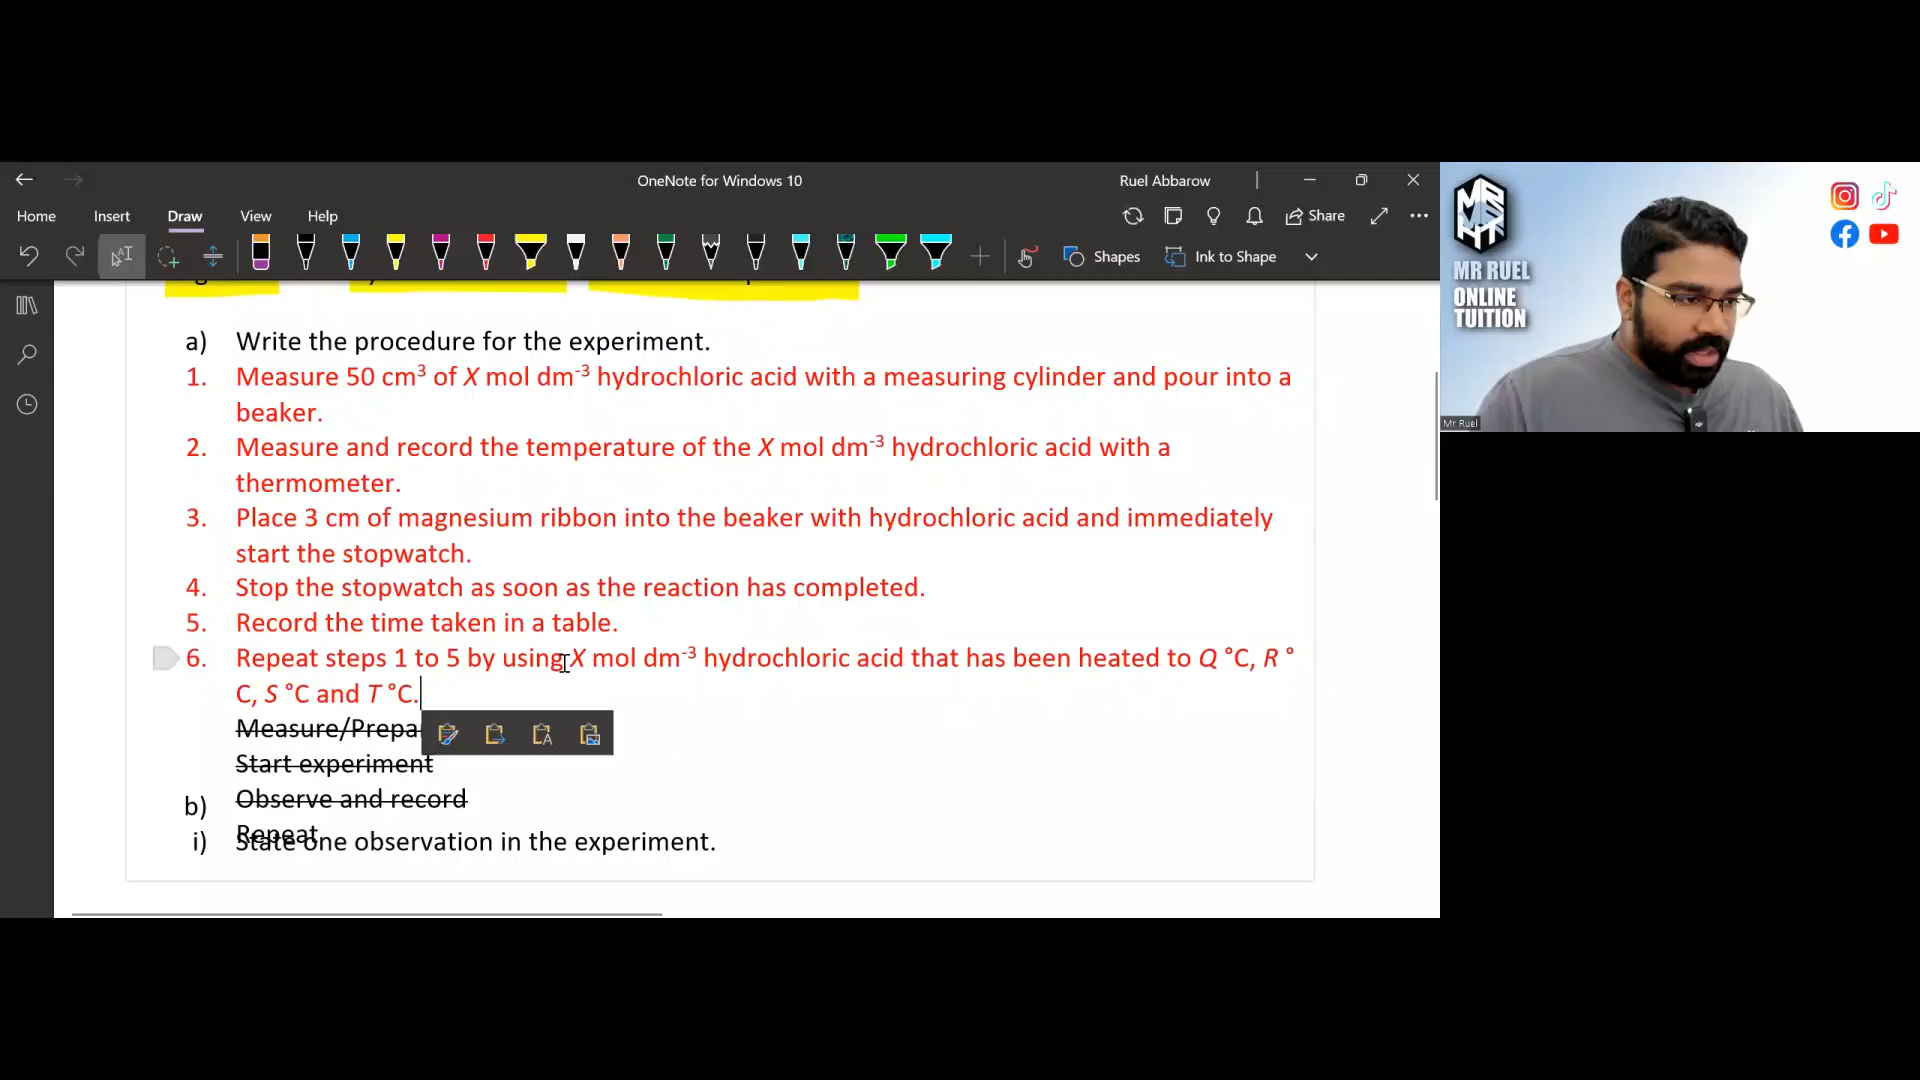 OneNote for Windows 10
Ruel Abbarow
Home Insert Draw View Help
Share
Shapes
Ink to Shape
a) Write the procedure for the experiment.
1. Measure 50 cm³ of X mol dm⁻³ hydrochloric acid with a measuring cylinder and pour into a
beaker.
2. Measure and record the temperature of the X mol dm⁻³ hydrochloric acid with a
thermometer.
3. Place 3 cm of magnesium ribbon into the beaker with hydrochloric acid and immediately
start the stopwatch.
4. Stop the stopwatch as soon as the reaction has completed.
5. Record the time taken in a table.
6. Repeat steps 1 to 5 by using X mol dm⁻³ hydrochloric acid that has been heated to Q °C, R °
C, S °C and T °C.
Start experiment
b) Observe and record
Repeat
i) State one observation in the experiment.
MR RUEL
ONLINE
TUITION
Mr Ruel